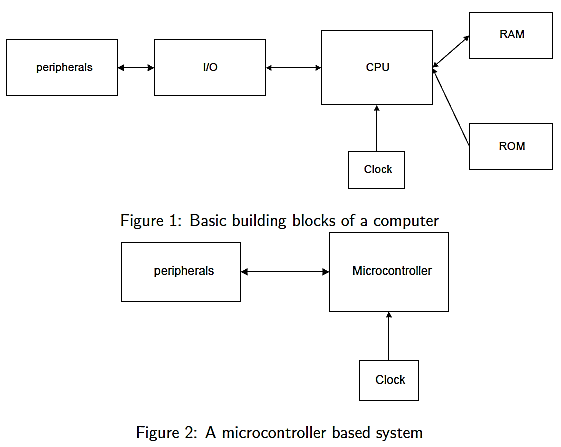 RAM
peripherals
I/O
CPU
ROM
Clock
Figure 1: Basic building blocks of a computer
peripherals
Microcontroller
Clock
Figure 2: A microcontroller based system